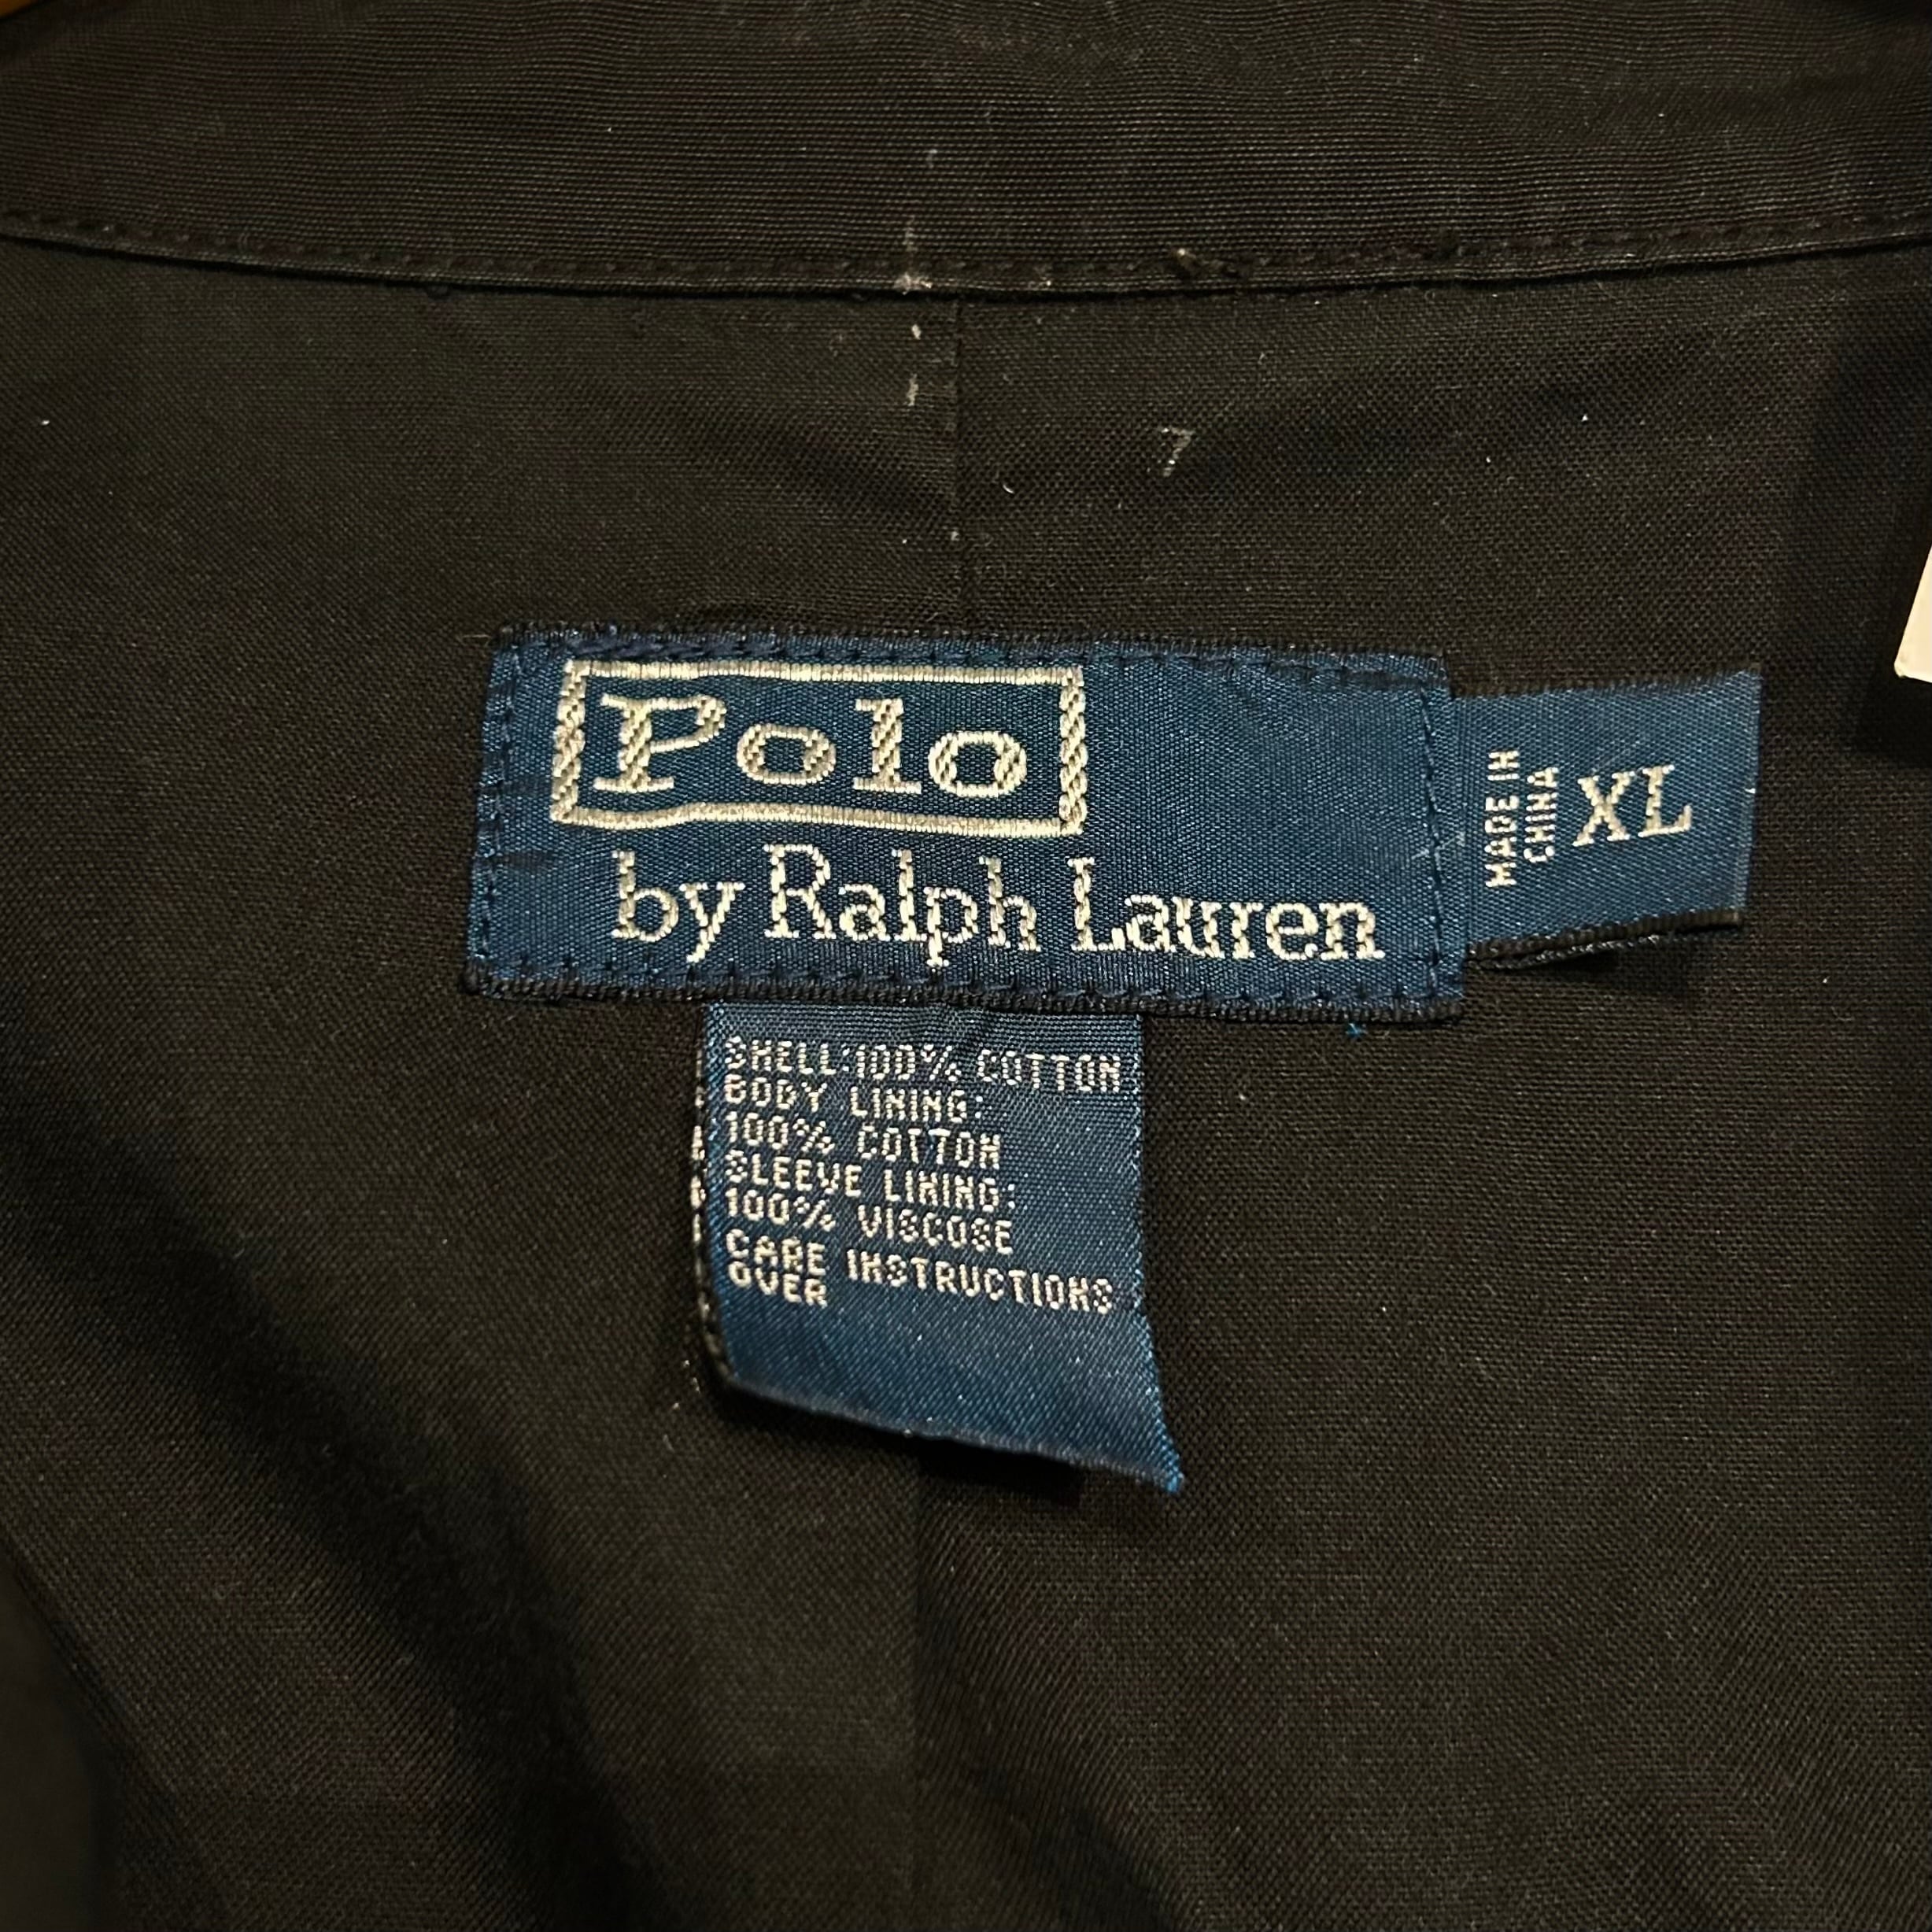 7
Polo
by Ralph Lauren
MADE IN
CHINA
XL
SHELL:100% COTTON
BODY LINING:
100% COTTON
SLEEVE LINING:
100% VISCOSE
CARE INSTRUCTIONS
OVER